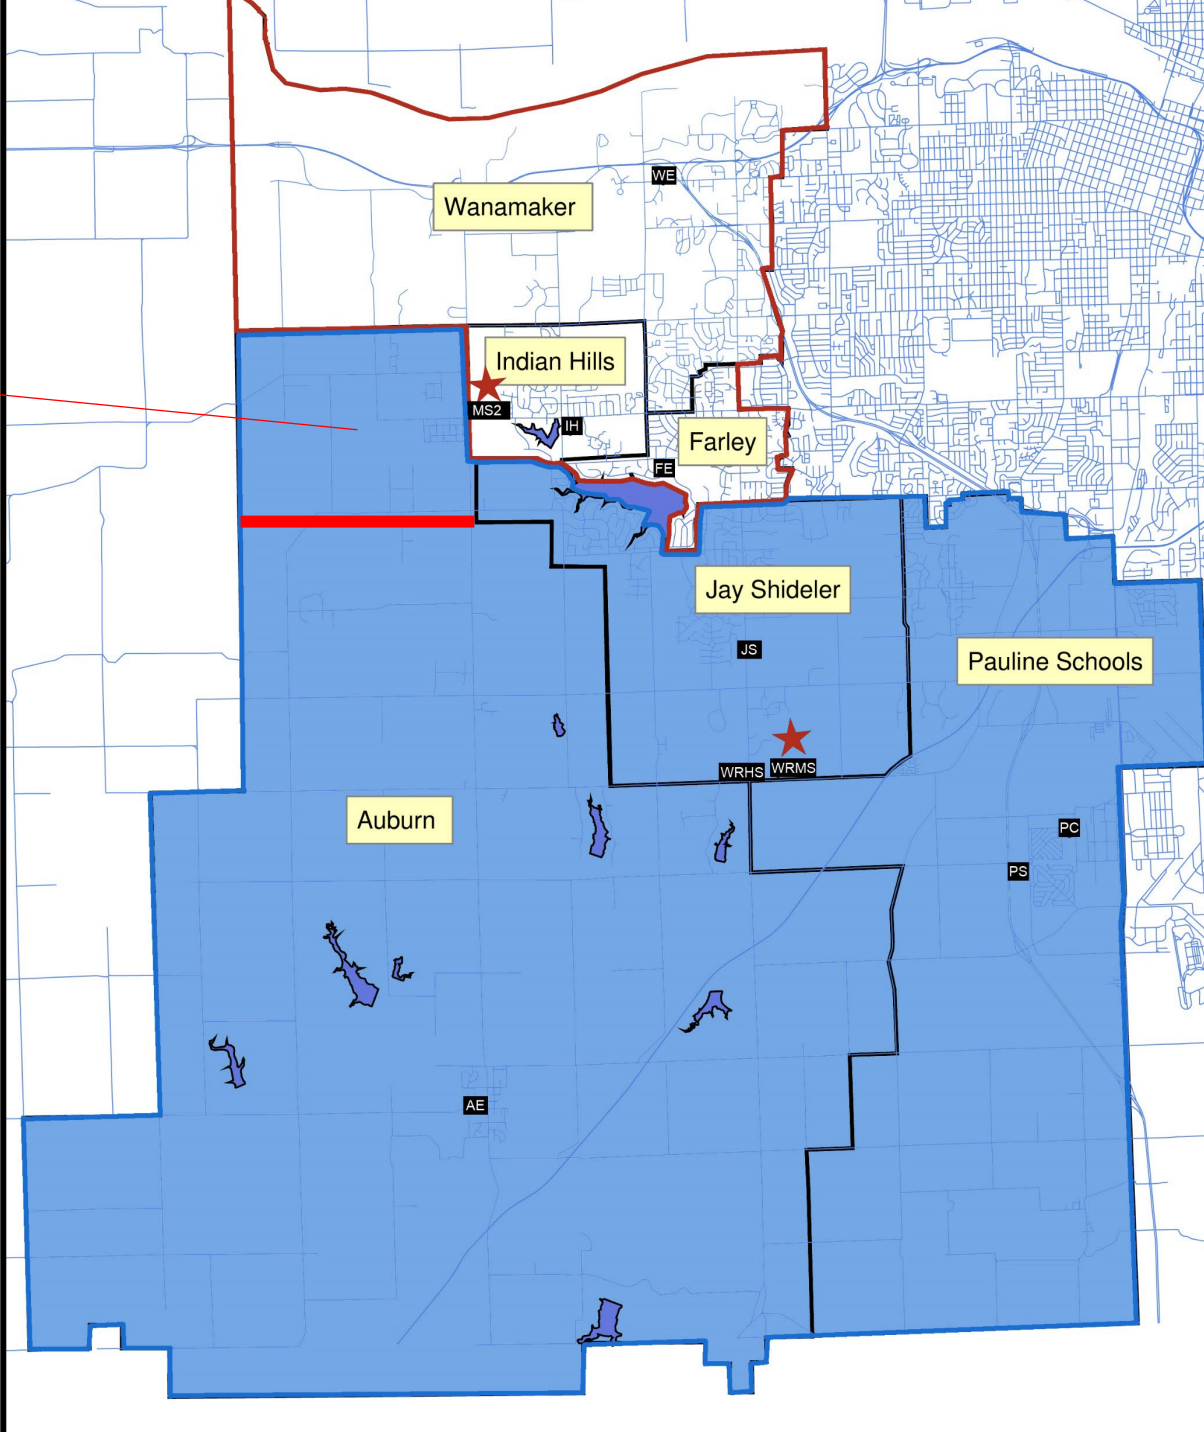 WE
Wanamaker
Indian Hills
MS2
IH
Farley
FE
Jay Shideler
JS
Pauline Schools
WRHS
WRMS
Auburn
PC
PS
AE